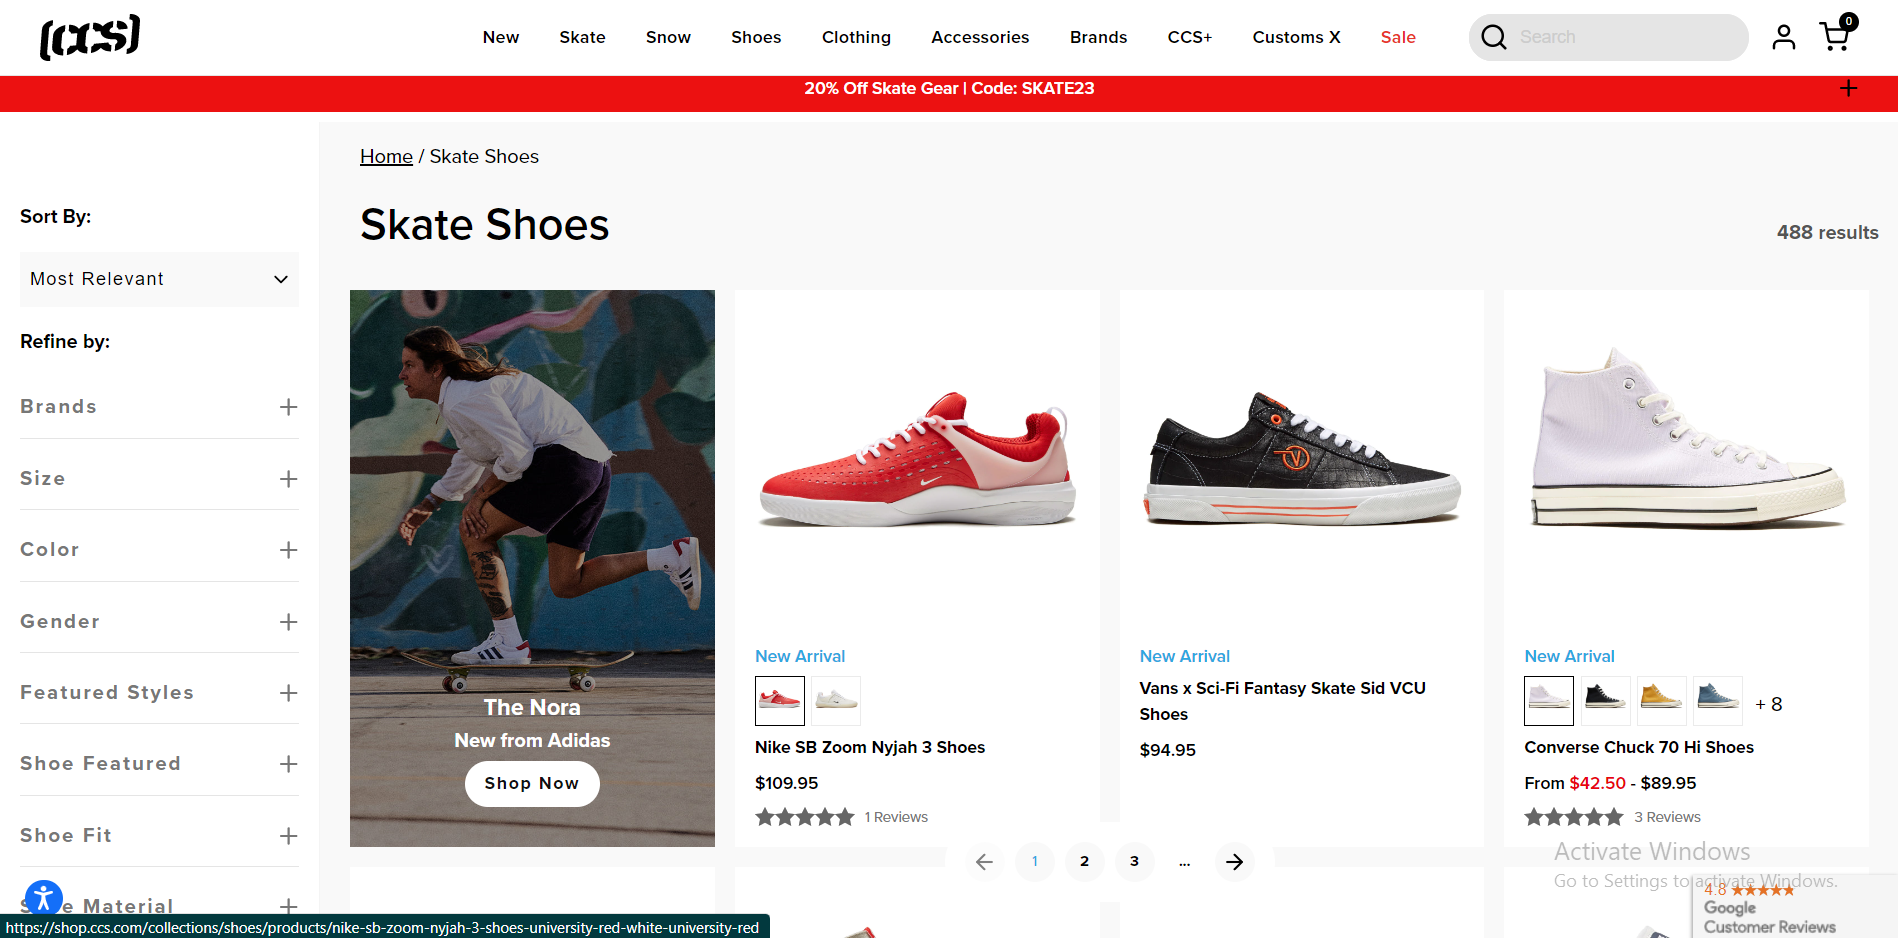 [ccs]
New Skate Snow Shoes Clothing Accessories Brands CCS+ Customs X Sale Search 0
20% Off Skate Gear | Code: SKATE23
Home / Skate Shoes
Skate Shoes
488 results
Sort By:
Most Relevant
Refine by:
Brands
Size
Color
Gender
Featured Styles
Shoe Featured
Shoe Fit
The Nora
New from Adidas
Shop Now
New Arrival
Nike SB Zoom Nyjah 3 Shoes
$109.95
1 Reviews
New Arrival
Vans x Sci-Fi Fantasy Skate Sid VCU
Shoes
$94.95
New Arrival
+ 8
Converse Chuck 70 Hi Shoes
From $42.50 - $89.95
3 Reviews
1 2 3 ...
Activate Windows
Go to Settings to activate Windows.
4.8
Google
Customer Reviews
Material
https://shop.ccs.com/collections/shoes/products/nike-sb-zoom-nyjah-3-shoes-university-red-white-university-red